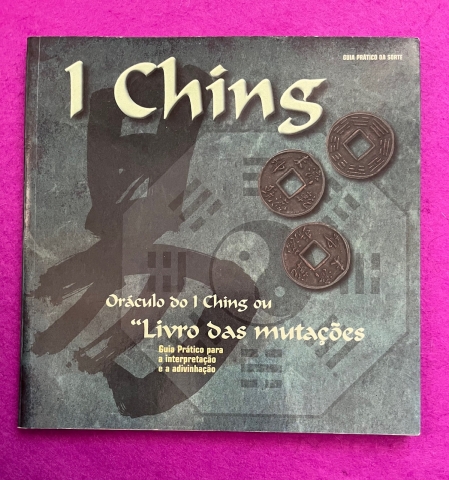 GUIA PRÁTICO DA SORTE
I Ching
Oráculo do I Ching ou
"Livro das mutações
Guia Prático para
a interpretação
e a adivinhação